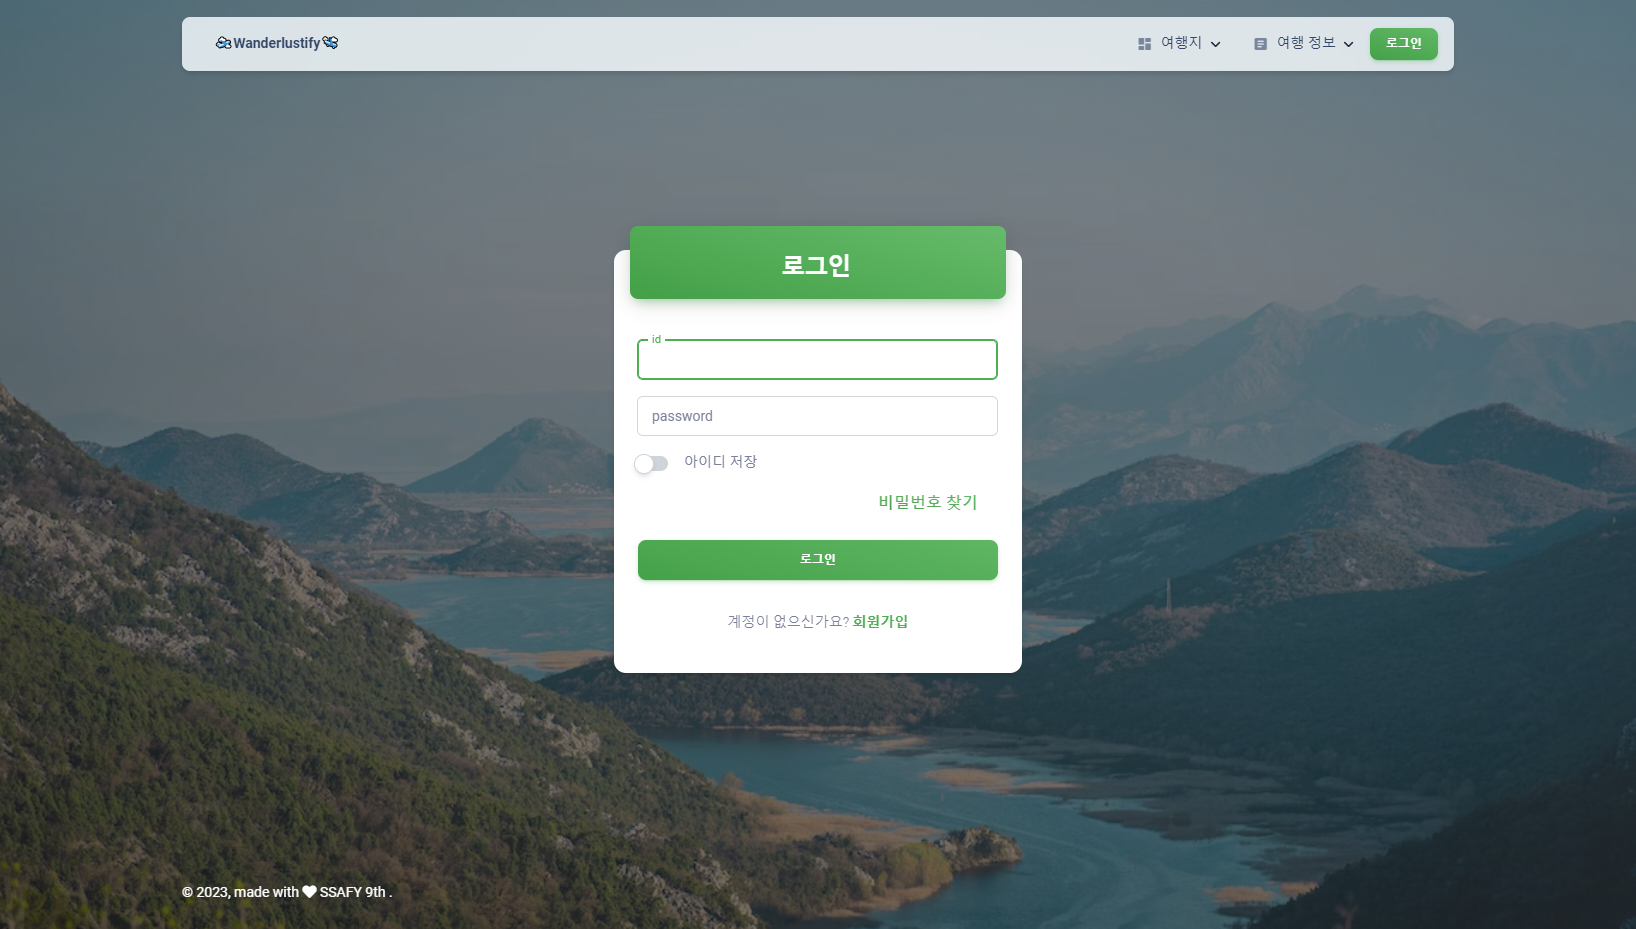 Wanderlustify
여행지
여행 정보
로그인
로그인
id
password
아이디 저장
비밀번호 찾기
로그인
계정이 없으신가요? 회원가입
© 2023, made with ♥ SSAFY 9th .